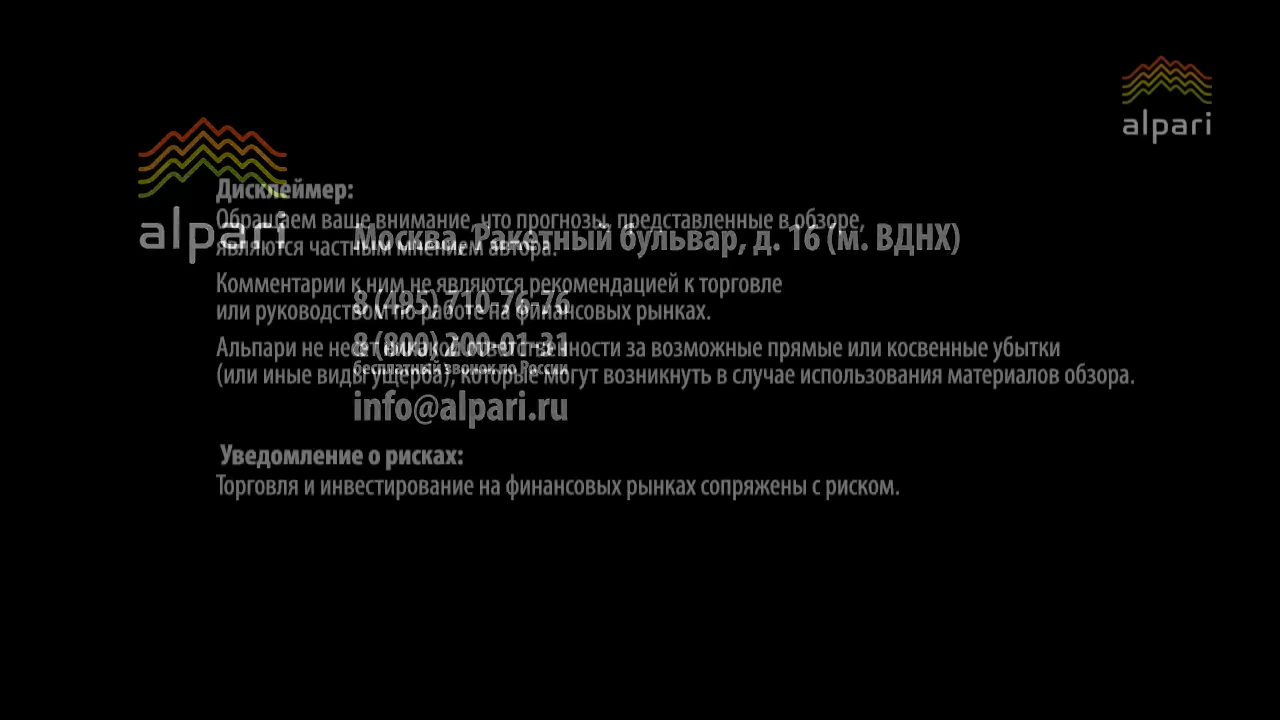 alpari
alpari
Дисклеймер:
Обращаем ваше внимание, что прогнозы, представленные в обзоре,
являются частным мнением автора.
Москва, Ракетный бульвар, д. 16 (м. ВДНХ)
Комментарии к ним не являются рекомендацией к торговле
или руководством по работе на финансовых рынках.
8 (495) 710-76-76
8 (800) 200-01-31
бесплатный звонок по России
Альпари не несет никакой ответственности за возможные прямые или косвенные убытки
(или иные виды ущерба), которые могут возникнуть в случае использования материалов обзора.
info@alpari.ru
Уведомление о рисках:
Торговля и инвестирование на финансовых рынках сопряжены с риском.